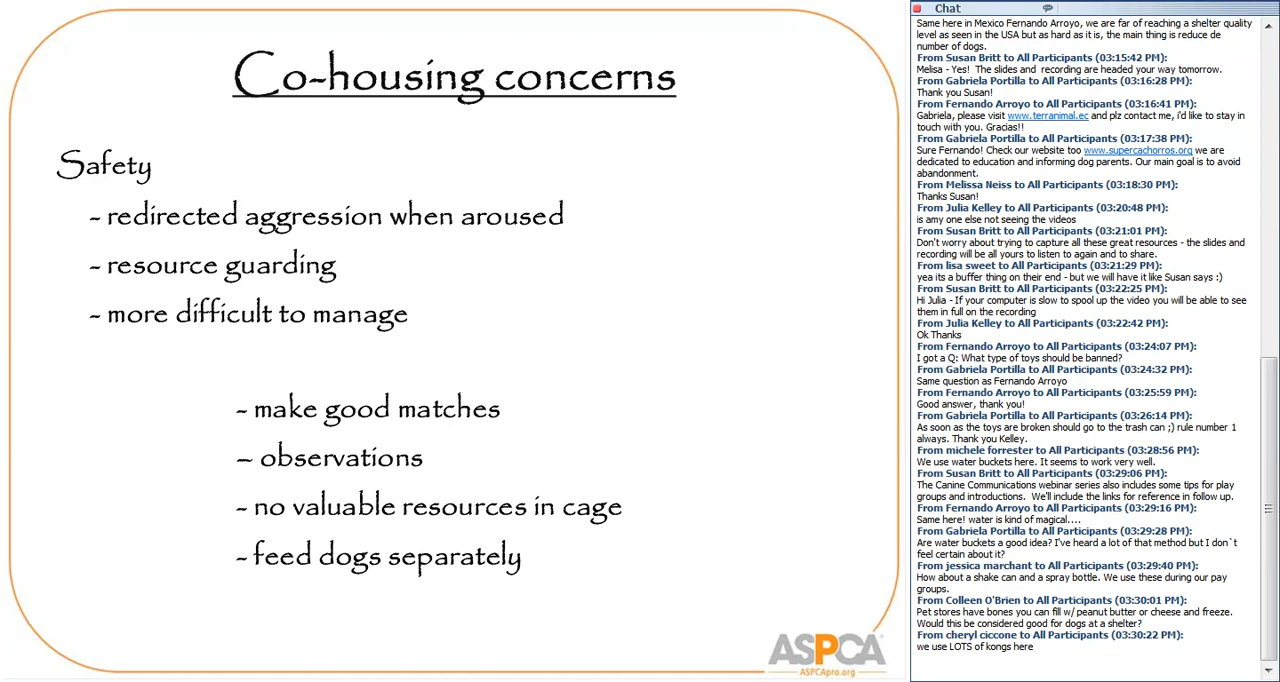 Co-housing concerns
Safety
- redirected aggression when aroused
- resource guarding
- more difficult to manage
- make good matches
– observations
- no valuable resources in cage
- feed dogs separately
ASPCA
ASPCApro.org
Chat
Same here in Mexico Fernando Arroyo, we are far of reaching a shelter quality
level as seen in the USA but as hard as it is, the main thing is reduce de
number of dogs.
From Susan Britt to All Participants (03:15:42 PM):
Melisa - Yes!  The slides and  recording are headed your way tomorrow.
From Gabriela Portilla to All Participants (03:16:28 PM):
Thank you Susan!
From Fernando Arroyo to All Participants (03:16:41 PM):
Gabriela, please visit www.terranimal.ec and plz contact me, i'd like to stay in
touch with you. Gracias!!
From Gabriela Portilla to All Participants (03:17:38 PM):
Sure Fernando! Check our website too www.supercachorros.org we are
dedicated to education and informing dog parents. Our main goal is to avoid
abandonment.
From Melissa Neiss to All Participants (03:18:30 PM):
Thanks Susan!
From Julia Kelley to All Participants (03:20:48 PM):
is amy one else not seeing the videos
From Susan Britt to All Participants (03:21:01 PM):
Don't worry about trying to capture all these great resources - the slides and
recording will be all yours to listen to again and to share.
From lisa sweet to All Participants (03:21:29 PM):
yea its a buffer thing on their end - but we will have it like Susan says :)
From Susan Britt to All Participants (03:22:25 PM):
Hi Julia - If your computer is slow to spool up the video you will be able to see
them in full on the recording
From Julia Kelley to All Participants (03:22:42 PM):
Ok Thanks
From Fernando Arroyo to All Participants (03:24:07 PM):
I got a Q: What type of toys should be banned?
From Gabriela Portilla to All Participants (03:24:32 PM):
Same question as Fernando Arroyo
From Fernando Arroyo to All Participants (03:25:59 PM):
Good answer, thank you!
From Gabriela Portilla to All Participants (03:26:14 PM):
As soon as the toys are broken should go to the trash can ;) rule number 1
always. Thank you Kelley.
From michele forrester to All Participants (03:28:56 PM):
We use water buckets here. It seems to work very well.
From Susan Britt to All Participants (03:29:06 PM):
The Canine Communications webinar series also includes some tips for play
groups and introductions.  We'll include the links for reference in follow up.
From Fernando Arroyo to All Participants (03:29:16 PM):
Same here! water is kind of magical....
From Gabriela Portilla to All Participants (03:29:28 PM):
Are water buckets a good idea? I've heard a lot of that method but I don`t
feel certain about it?
From jessica marchant to All Participants (03:29:40 PM):
How about a shake can and a spray bottle. We use these during our pay
groups.
From Colleen O'Brien to All Participants (03:30:01 PM):
Pet stores have bones you can fill w/ peanut butter or cheese and freeze.
Would this be considered good for dogs at a shelter?
From cheryl ciccone to All Participants (03:30:22 PM):
we use LOTS of kongs here